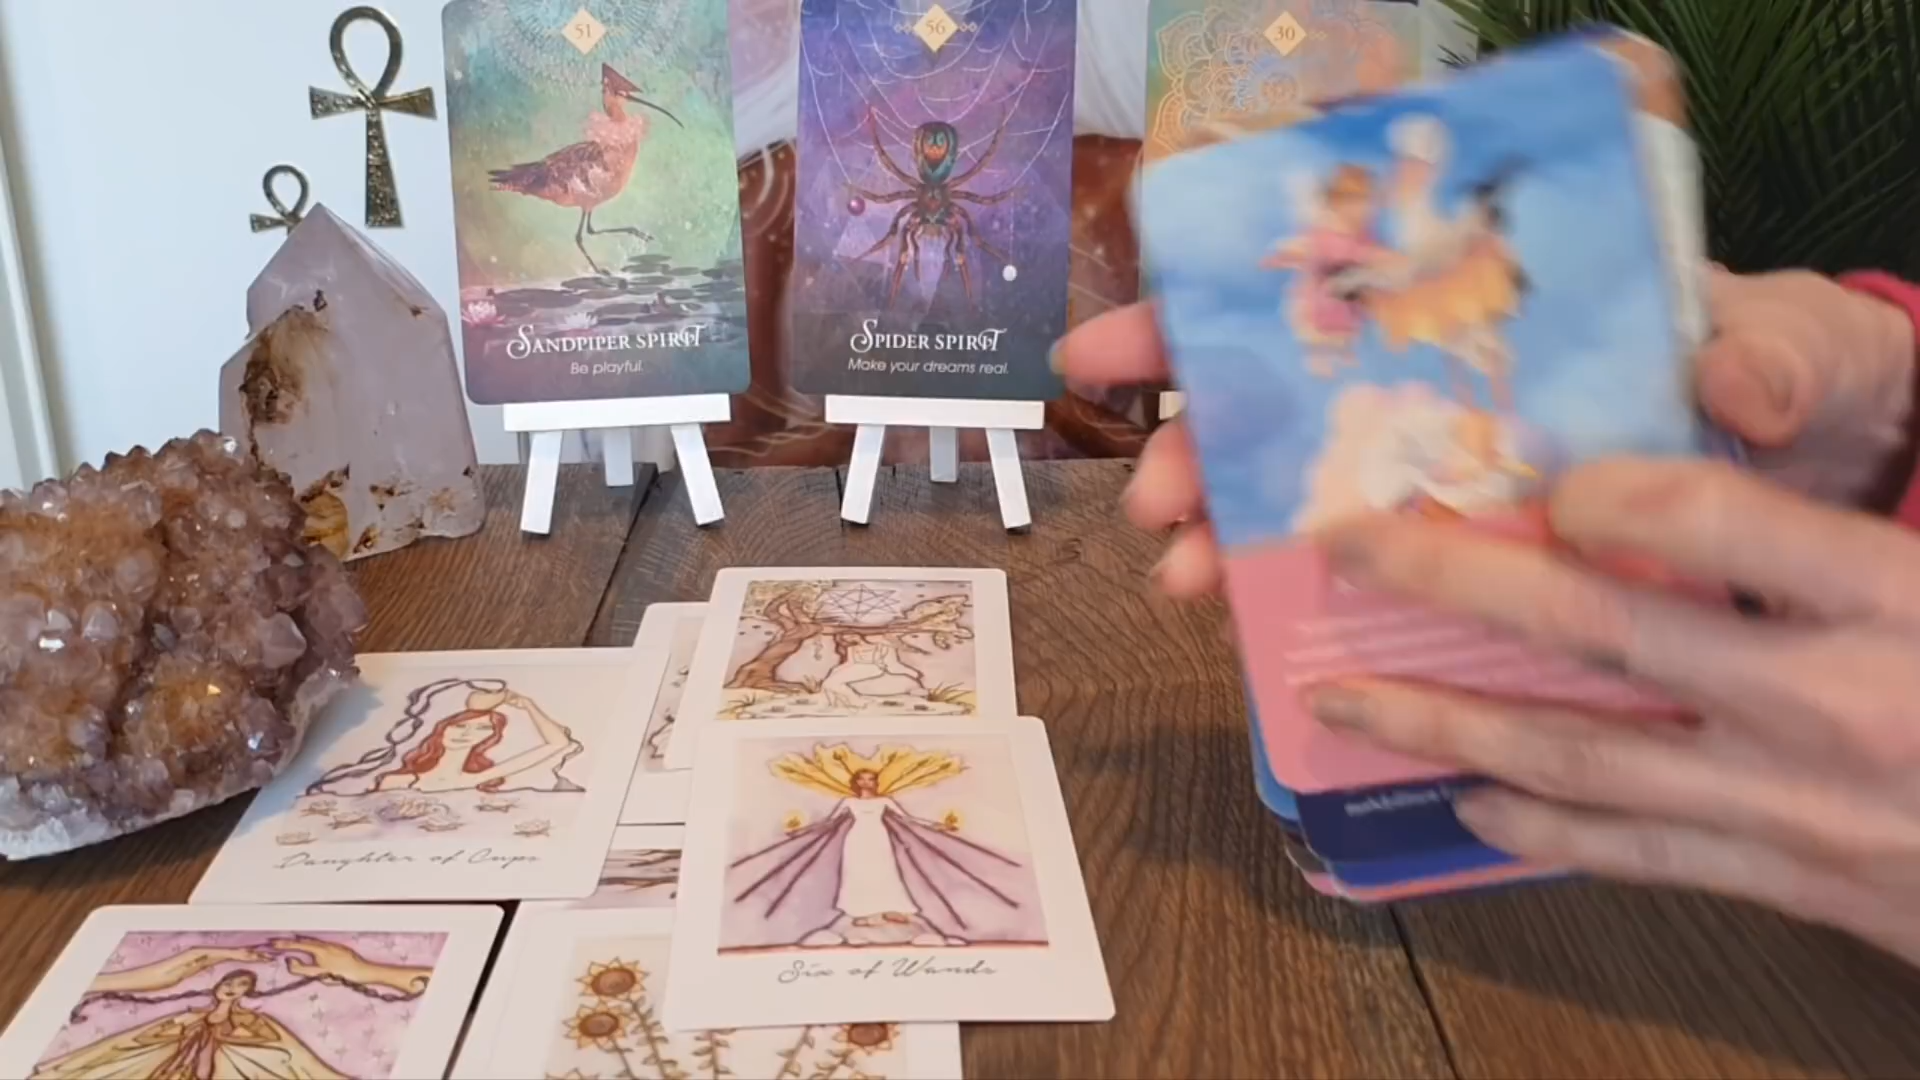 51
SANDPIPER SPIRIT
Be playful.
56
SPIDER SPIRIT
Make your dreams real.
30
Daughter of Cups
Six of Wands